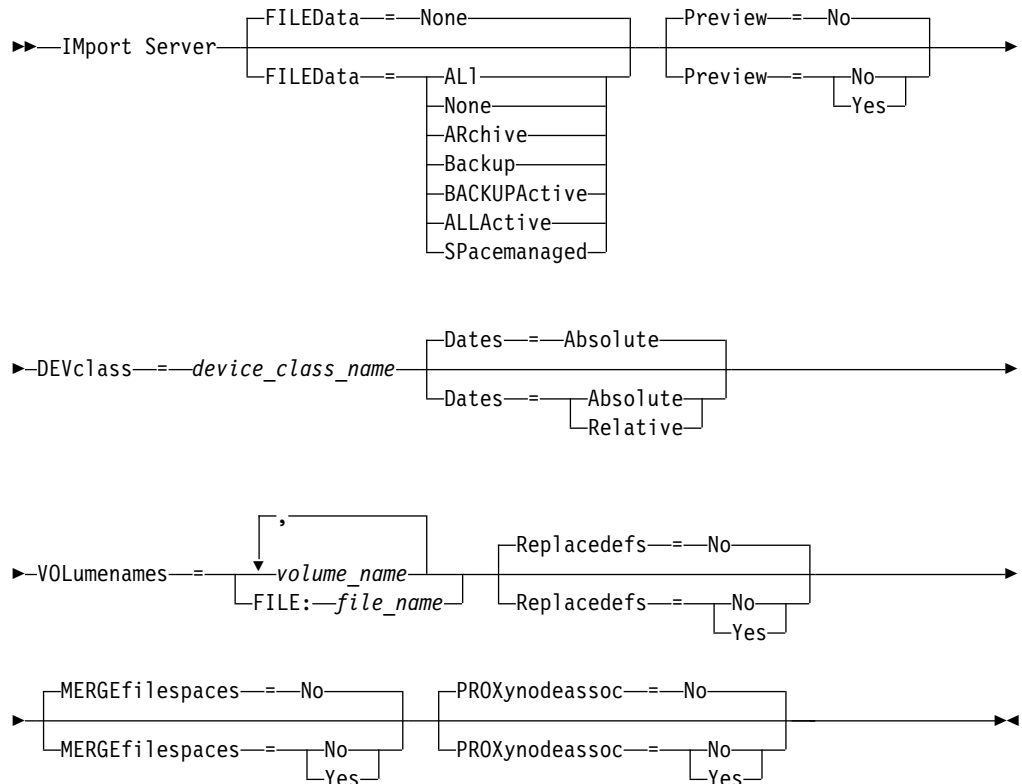 FILEData = None Preview = No
IMport Server
FILEData = ALl Preview = No
None Yes
ARchive
Backup
BACKUPActive
ALLActive
SPacemanaged
Dates = Absolute
DEVclass = device_class_name
Dates = Absolute
Relative
,
Replacedefs = No
VOLumenames = volume_name
FILE: file_name Replacedefs = No
Yes
MERGEfilespaces = No PROXynodeassoc = No
MERGEfilespaces = No PROXynodeassoc = No
Yes Yes